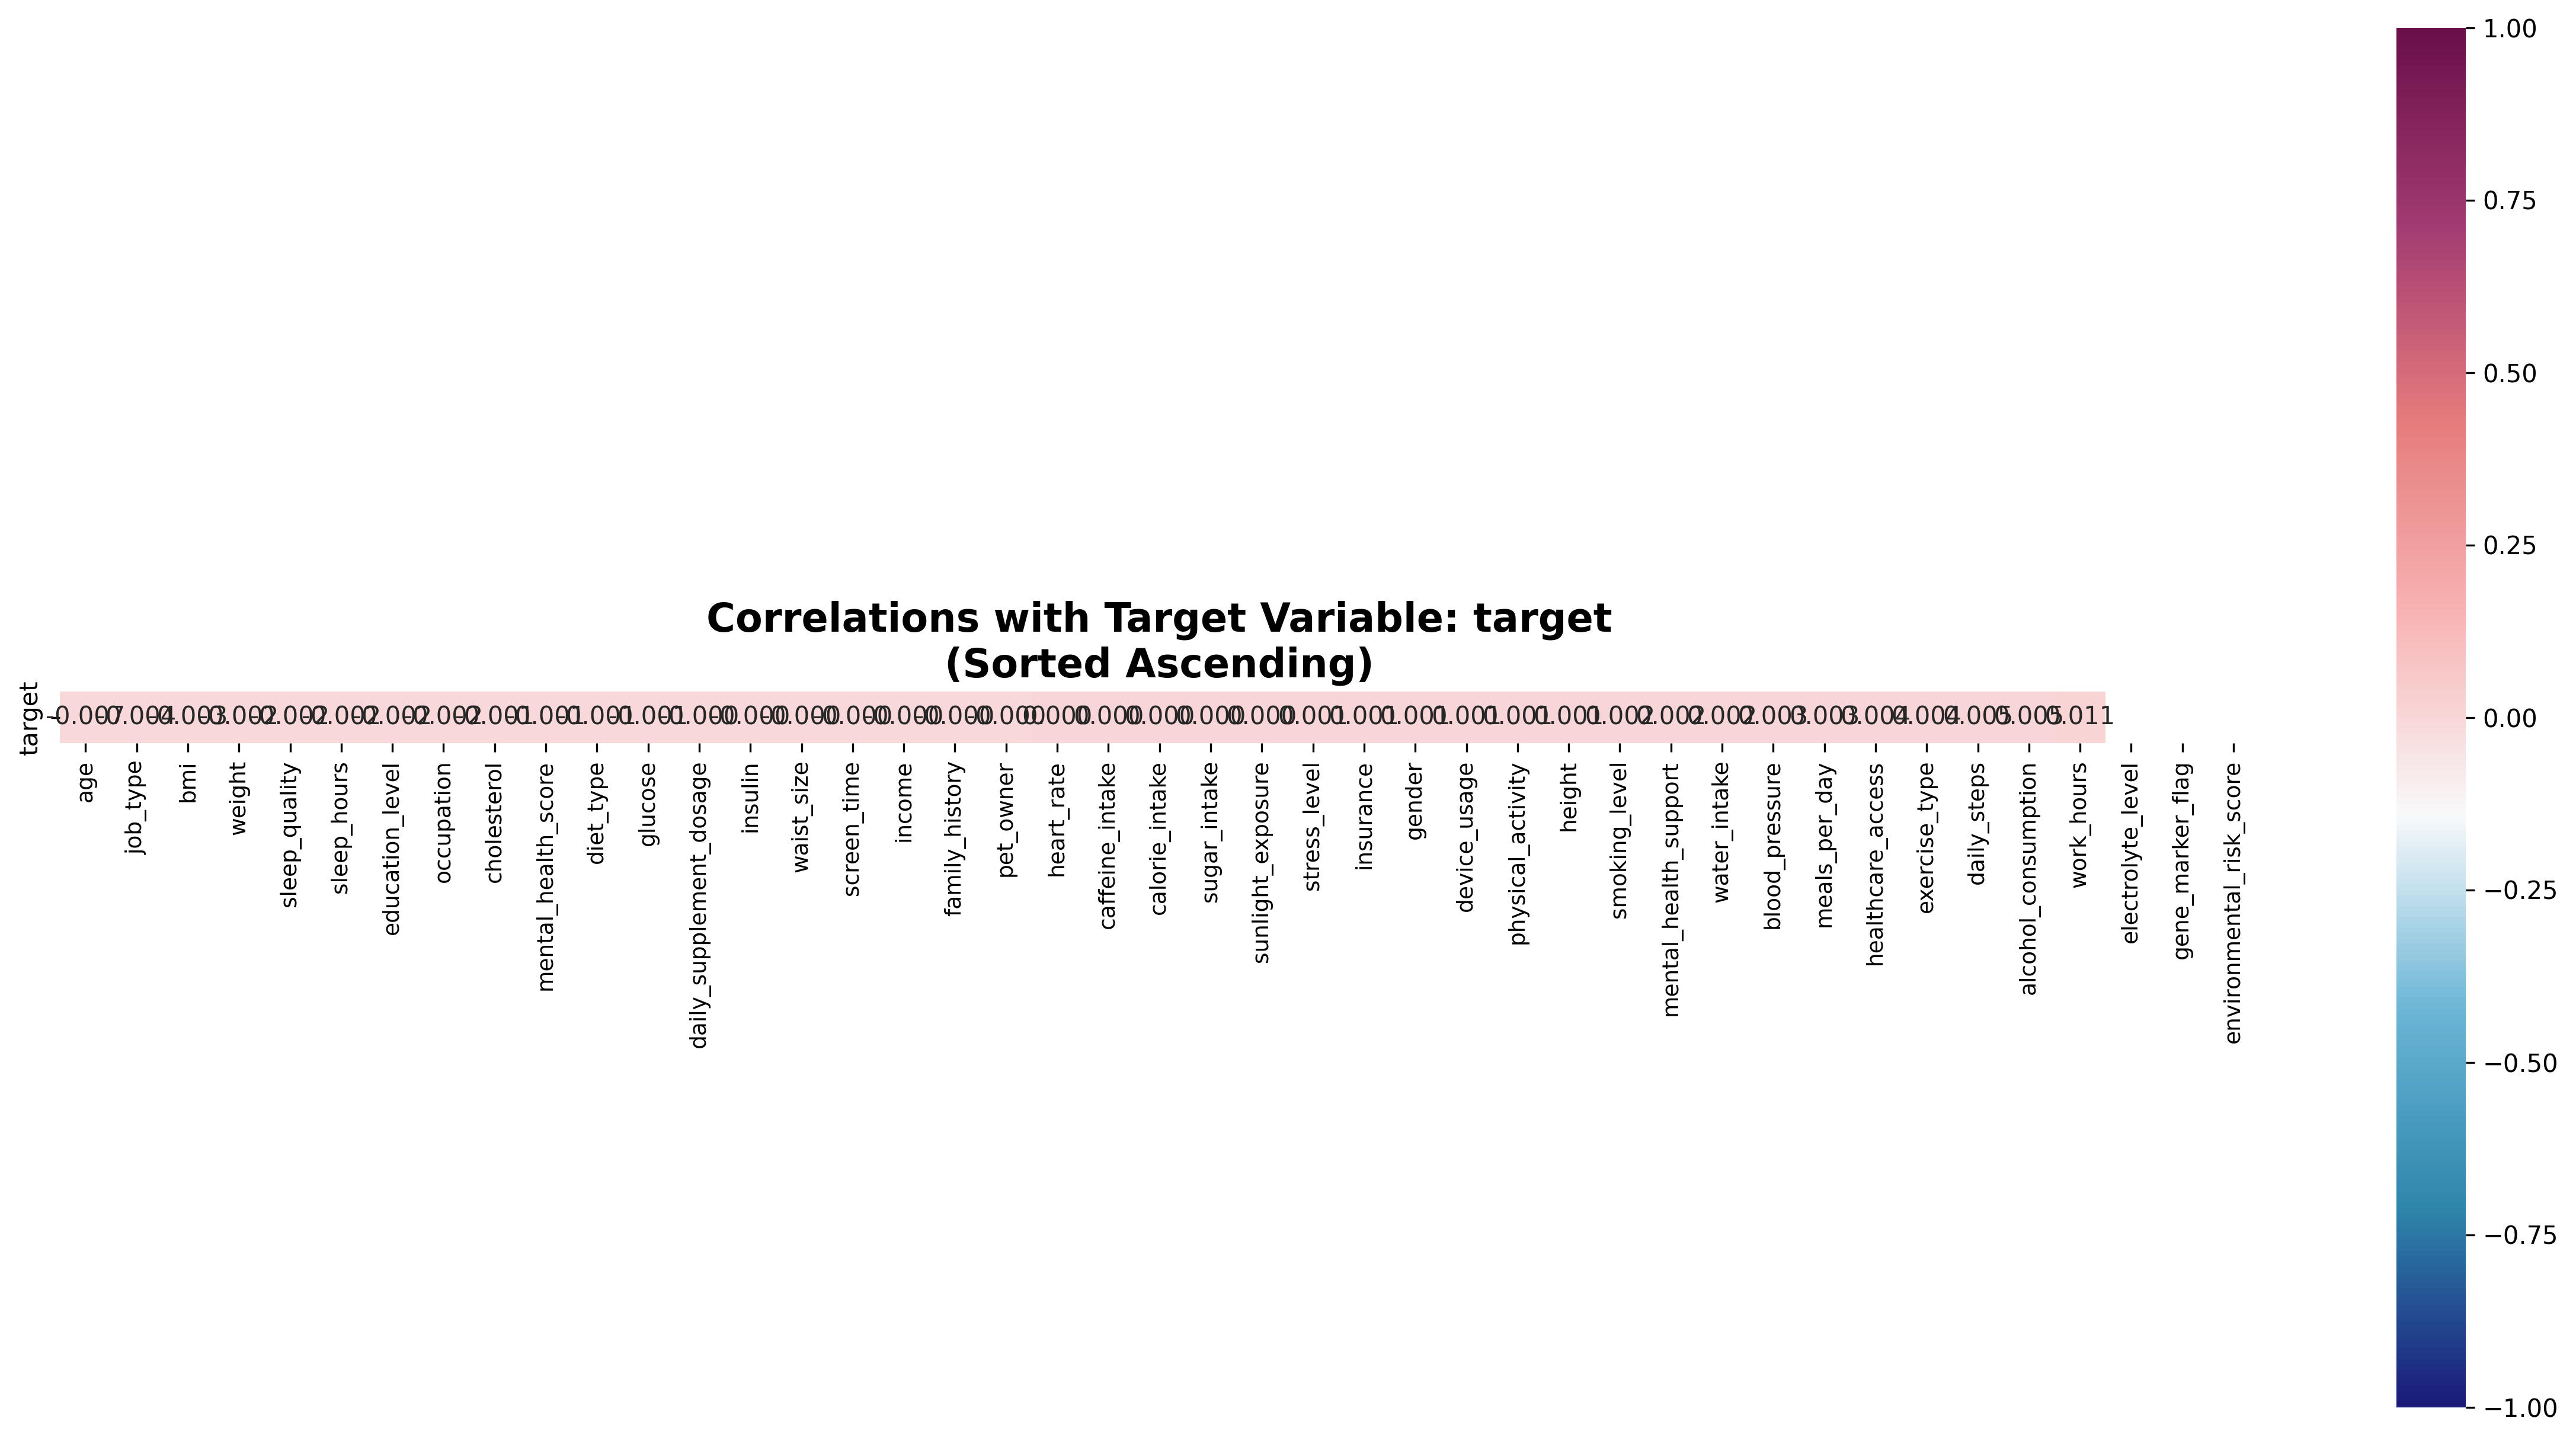 Correlations with Target Variable: target
(Sorted Ascending)
target
-0.007 -0.004 -0.003 -0.002 -0.002 -0.002 -0.002 -0.002 -0.001 -0.001 -0.001 -0.001 -0.000 -0.000 -0.000 -0.000 -0.000 -0.000 -0.000 0.000 0.000 0.000 0.000 0.000 0.001 0.001 0.001 0.001 0.001 0.001 0.002 0.002 0.002 0.003 0.003 0.004 0.004 0.005 0.005 0.011
age
job_type
bmi
weight
sleep_quality
sleep_hours
education_level
occupation
cholesterol
mental_health_score
diet_type
glucose
daily_supplement_dosage
insulin
waist_size
screen_time
income
family_history
pet_owner
heart_rate
caffeine_intake
calorie_intake
sugar_intake
sunlight_exposure
stress_level
insurance
gender
device_usage
physical_activity
height
smoking_level
mental_health_support
water_intake
blood_pressure
meals_per_day
healthcare_access
exercise_type
daily_steps
alcohol_consumption
work_hours
electrolyte_level
gene_marker_flag
environmental_risk_score
1.00
0.75
0.50
0.25
0.00
−0.25
−0.50
−0.75
−1.00